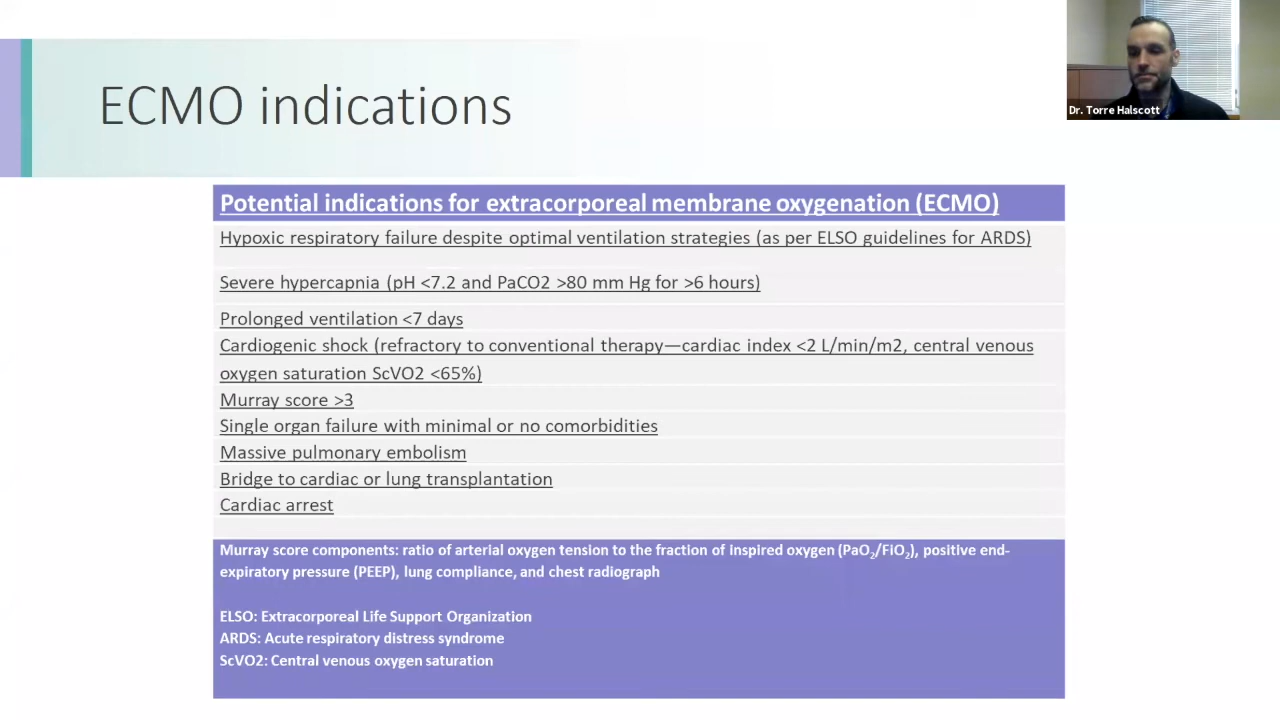 ECMO indications
Dr. Torre Halscott
Potential indications for extracorporeal membrane oxygenation (ECMO)
Hypoxic respiratory failure despite optimal ventilation strategies (as per ELSO guidelines for ARDS)
Severe hypercapnia (pH <7.2 and PaCO2 >80 mm Hg for >6 hours)
Prolonged ventilation <7 days
Cardiogenic shock (refractory to conventional therapy—cardiac index <2 L/min/m2, central venous
oxygen saturation ScVO2 <65%)
Murray score >3
Single organ failure with minimal or no comorbidities
Massive pulmonary embolism
Bridge to cardiac or lung transplantation
Cardiac arrest
Murray score components: ratio of arterial oxygen tension to the fraction of inspired oxygen (PaO₂/FiO₂), positive end-
expiratory pressure (PEEP), lung compliance, and chest radiograph
ELSO: Extracorporeal Life Support Organization
ARDS: Acute respiratory distress syndrome
ScVO2: Central venous oxygen saturation